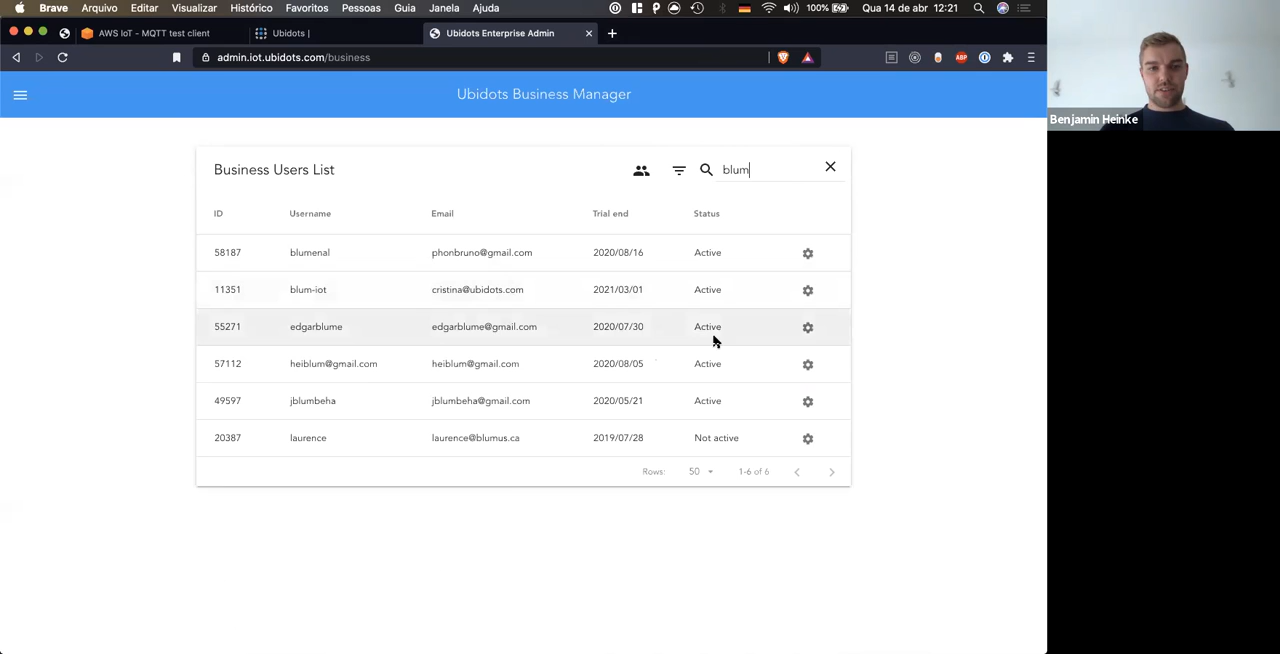 Brave Arquivo Editar Visualizar Histórico Favoritos Pessoas Guia Janela Ajuda 100% Qua 14 de abr 12:21
AWS IoT - MQTT test client Ubidots | Ubidots Enterprise Admin
admin.iot.ubidots.com/business ABP
Ubidots Business Manager
Benjamin Heinke
Business Users List blum
ID Username Email Trial end Status
58187 blumenal phonbruno@gmail.com 2020/08/16 Active
11351 blum-iot cristina@ubidots.com 2021/03/01 Active
55271 edgarblume edgarblume@gmail.com 2020/07/30 Active
57112 heiblum@gmail.com heiblum@gmail.com 2020/08/05 Active
49597 jblumbeha jblumbeha@gmail.com 2020/05/21 Active
20387 laurence laurence@blumus.ca 2019/07/28 Not active
Rows: 50 1-6 of 6